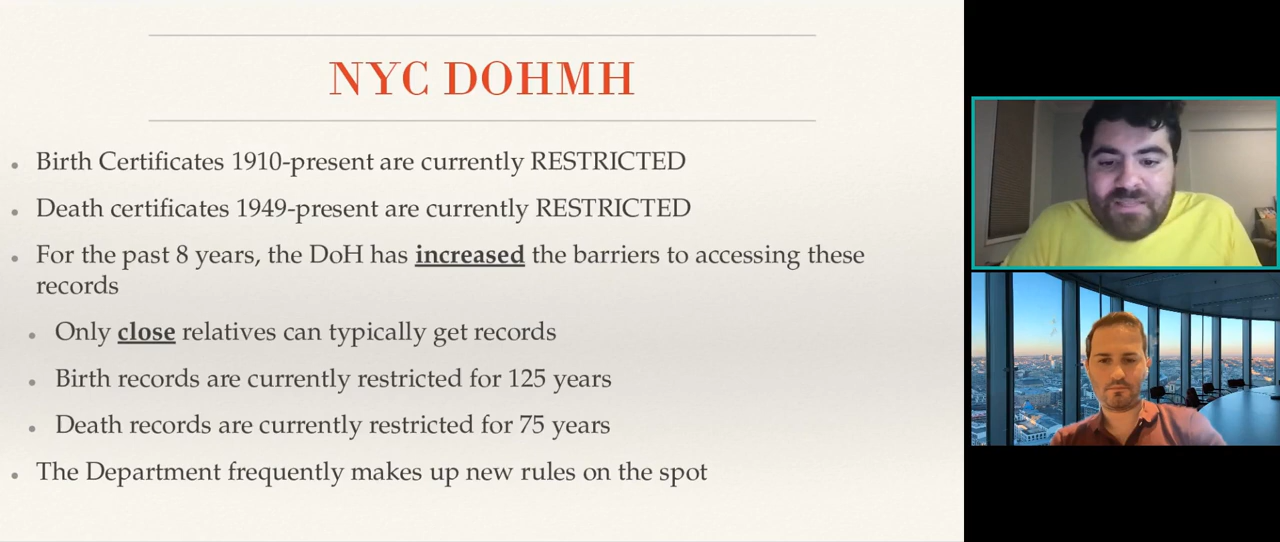 NYC DOHMH
Birth Certificates 1910-present are currently RESTRICTED
Death certificates 1949-present are currently RESTRICTED
For the past 8 years, the DoH has increased the barriers to accessing these
records
Only close relatives can typically get records
Birth records are currently restricted for 125 years
Death records are currently restricted for 75 years
The Department frequently makes up new rules on the spot